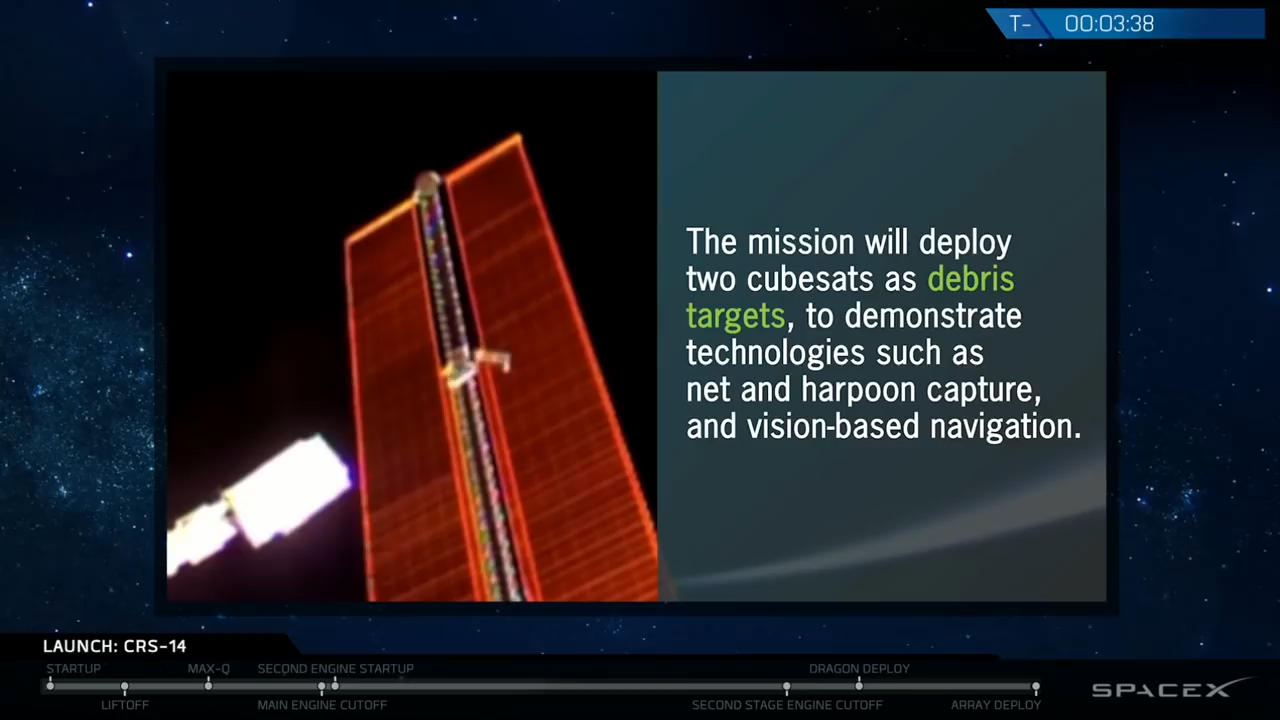 T- 00:03:38
The mission will deploy
two cubesats as debris
targets, to demonstrate
technologies such as
net and harpoon capture,
and vision-based navigation.
LAUNCH: CRS-14
STARTUP
LIFTOFF
MAX-Q
MAIN ENGINE CUTOFF
SECOND ENGINE STARTUP
SECOND STAGE ENGINE CUTOFF
DRAGON DEPLOY
ARRAY DEPLOY
SPACEX